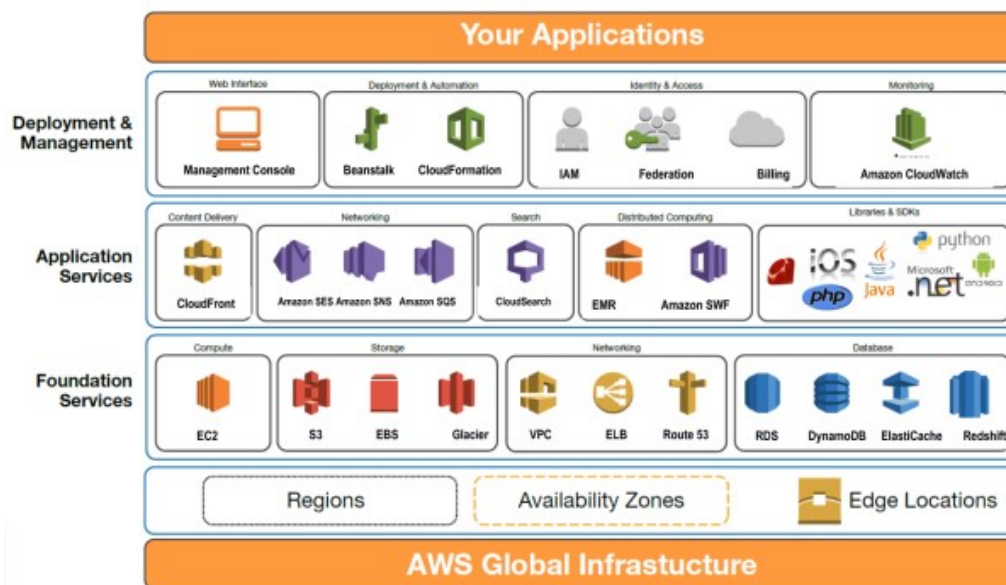 Your Applications
Deployment & Management
Web Interface
Management Console
Deployment & Automation
Beanstalk
CloudFormation
Identity & Access
IAM
Federation
Billing
Monitoring
Amazon CloudWatch
Application Services
Content Delivery
CloudFront
Networking
Amazon SES
Amazon SNS
Amazon SQS
Search
CloudSearch
Distributed Computing
EMR
Amazon SWF
Libraries & SDKs
iOS
php
Java
python
Microsoft
.net
ANDROID
Foundation Services
Compute
EC2
Storage
S3
EBS
Glacier
Networking
VPC
ELB
Route 53
Database
RDS
DynamoDB
ElastiCache
Redshift
Regions
Availability Zones
Edge Locations
AWS Global Infrastucture